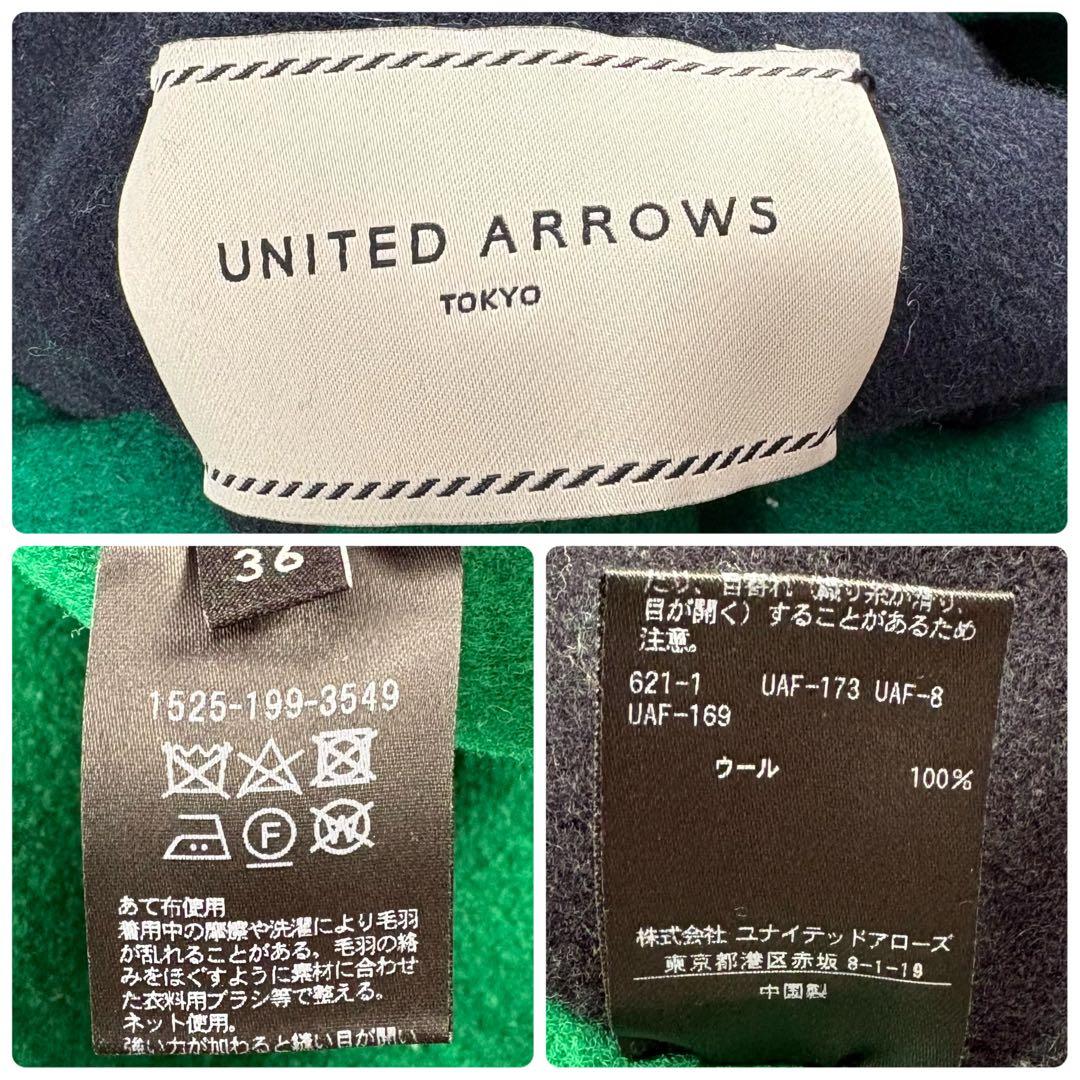 UNITED ARROWS
TOKYO
36
1525-199-3549
F
W
あて布使用
着用中の摩擦や洗濯により毛羽
が乱れることがある。毛羽の絡
みをほぐすように素材に合わせ
た衣料用ブラシ等で整える。
ネット使用。
強い力が加わると縫い目が開い
たり、目寄れ（織り糸が滑り、
目が開く）することがあるため
注意。
621-1 UAF-173 UAF-8
UAF-169
ウール 100%
株式会社 ユナイテッドアローズ
東京都港区赤坂 8-1-19
中国製